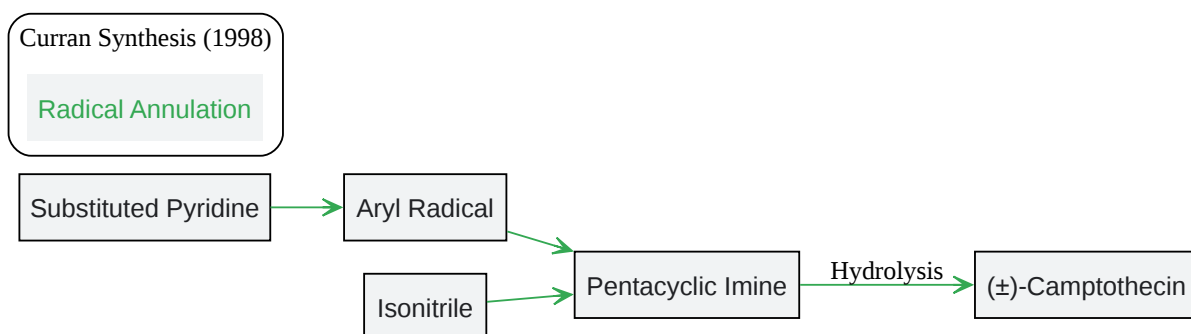 Curran Synthesis (1998)
Radical Annulation
Substituted Pyridine
Aryl Radical
Isonitrile
Pentacyclic Imine
Hydrolysis
(±)-Camptothecin